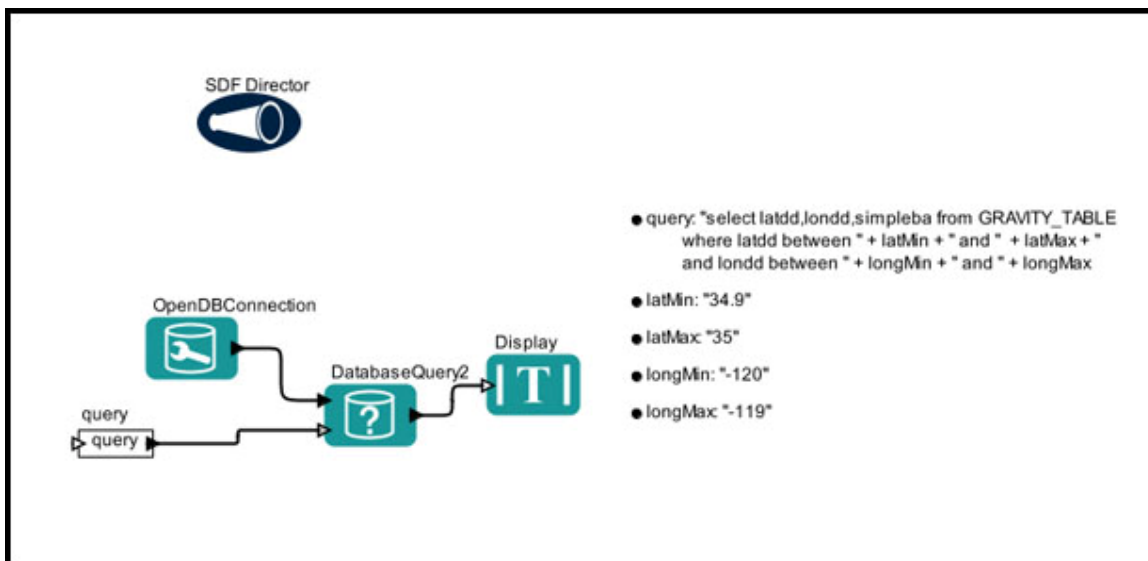 SDF Director
query: "select latdd,londd,simpleba from GRAVITY_TABLE
where latdd between " + latMin + " and " + latMax + "
and londd between " + longMin + " and " + longMax
latMin: "34.9"
latMax: "35"
longMin: "-120"
longMax: "-119"
OpenDBConnection
Display
T
DatabaseQuery2
?
query
query